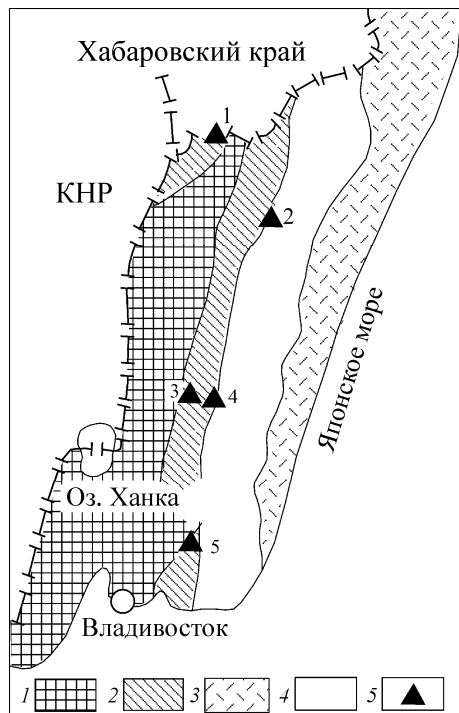 Хабаровский край
1
КНР
2
3
4
Японское море
Оз. Ханка
5
Владивосток
1 2 3 4 5